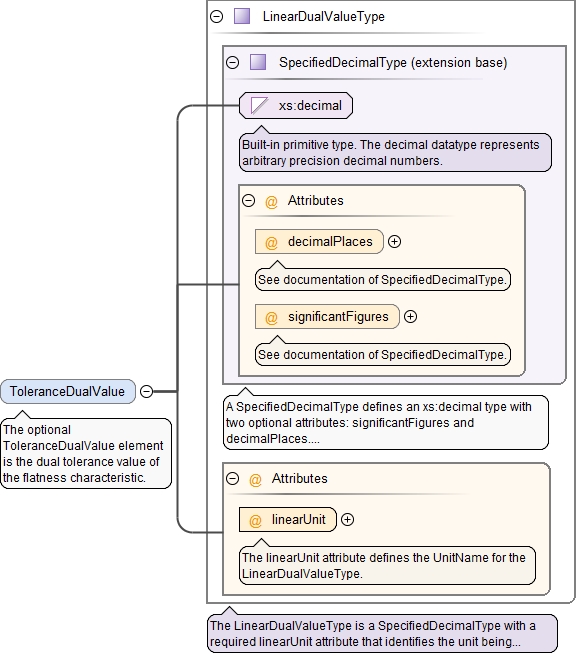 LinearDualValueType
SpecifiedDecimalType (extension base)
xs:decimal
Built-in primitive type. The decimal datatype represents
arbitrary precision decimal numbers.
@ Attributes
@ decimalPlaces
See documentation of SpecifiedDecimalType.
@ significantFigures
See documentation of SpecifiedDecimalType.
ToleranceDualValue
The optional
ToleranceDualValue element
is the dual tolerance value of
the flatness characteristic.
A SpecifiedDecimalType defines an xs:decimal type with
two optional attributes: significantFigures and
decimalPlaces....
@ Attributes
@ linearUnit
The linearUnit attribute defines the UnitName for the
LinearDualValueType.
The LinearDualValueType is a SpecifiedDecimalType with a
required linearUnit attribute that identifies the unit being...